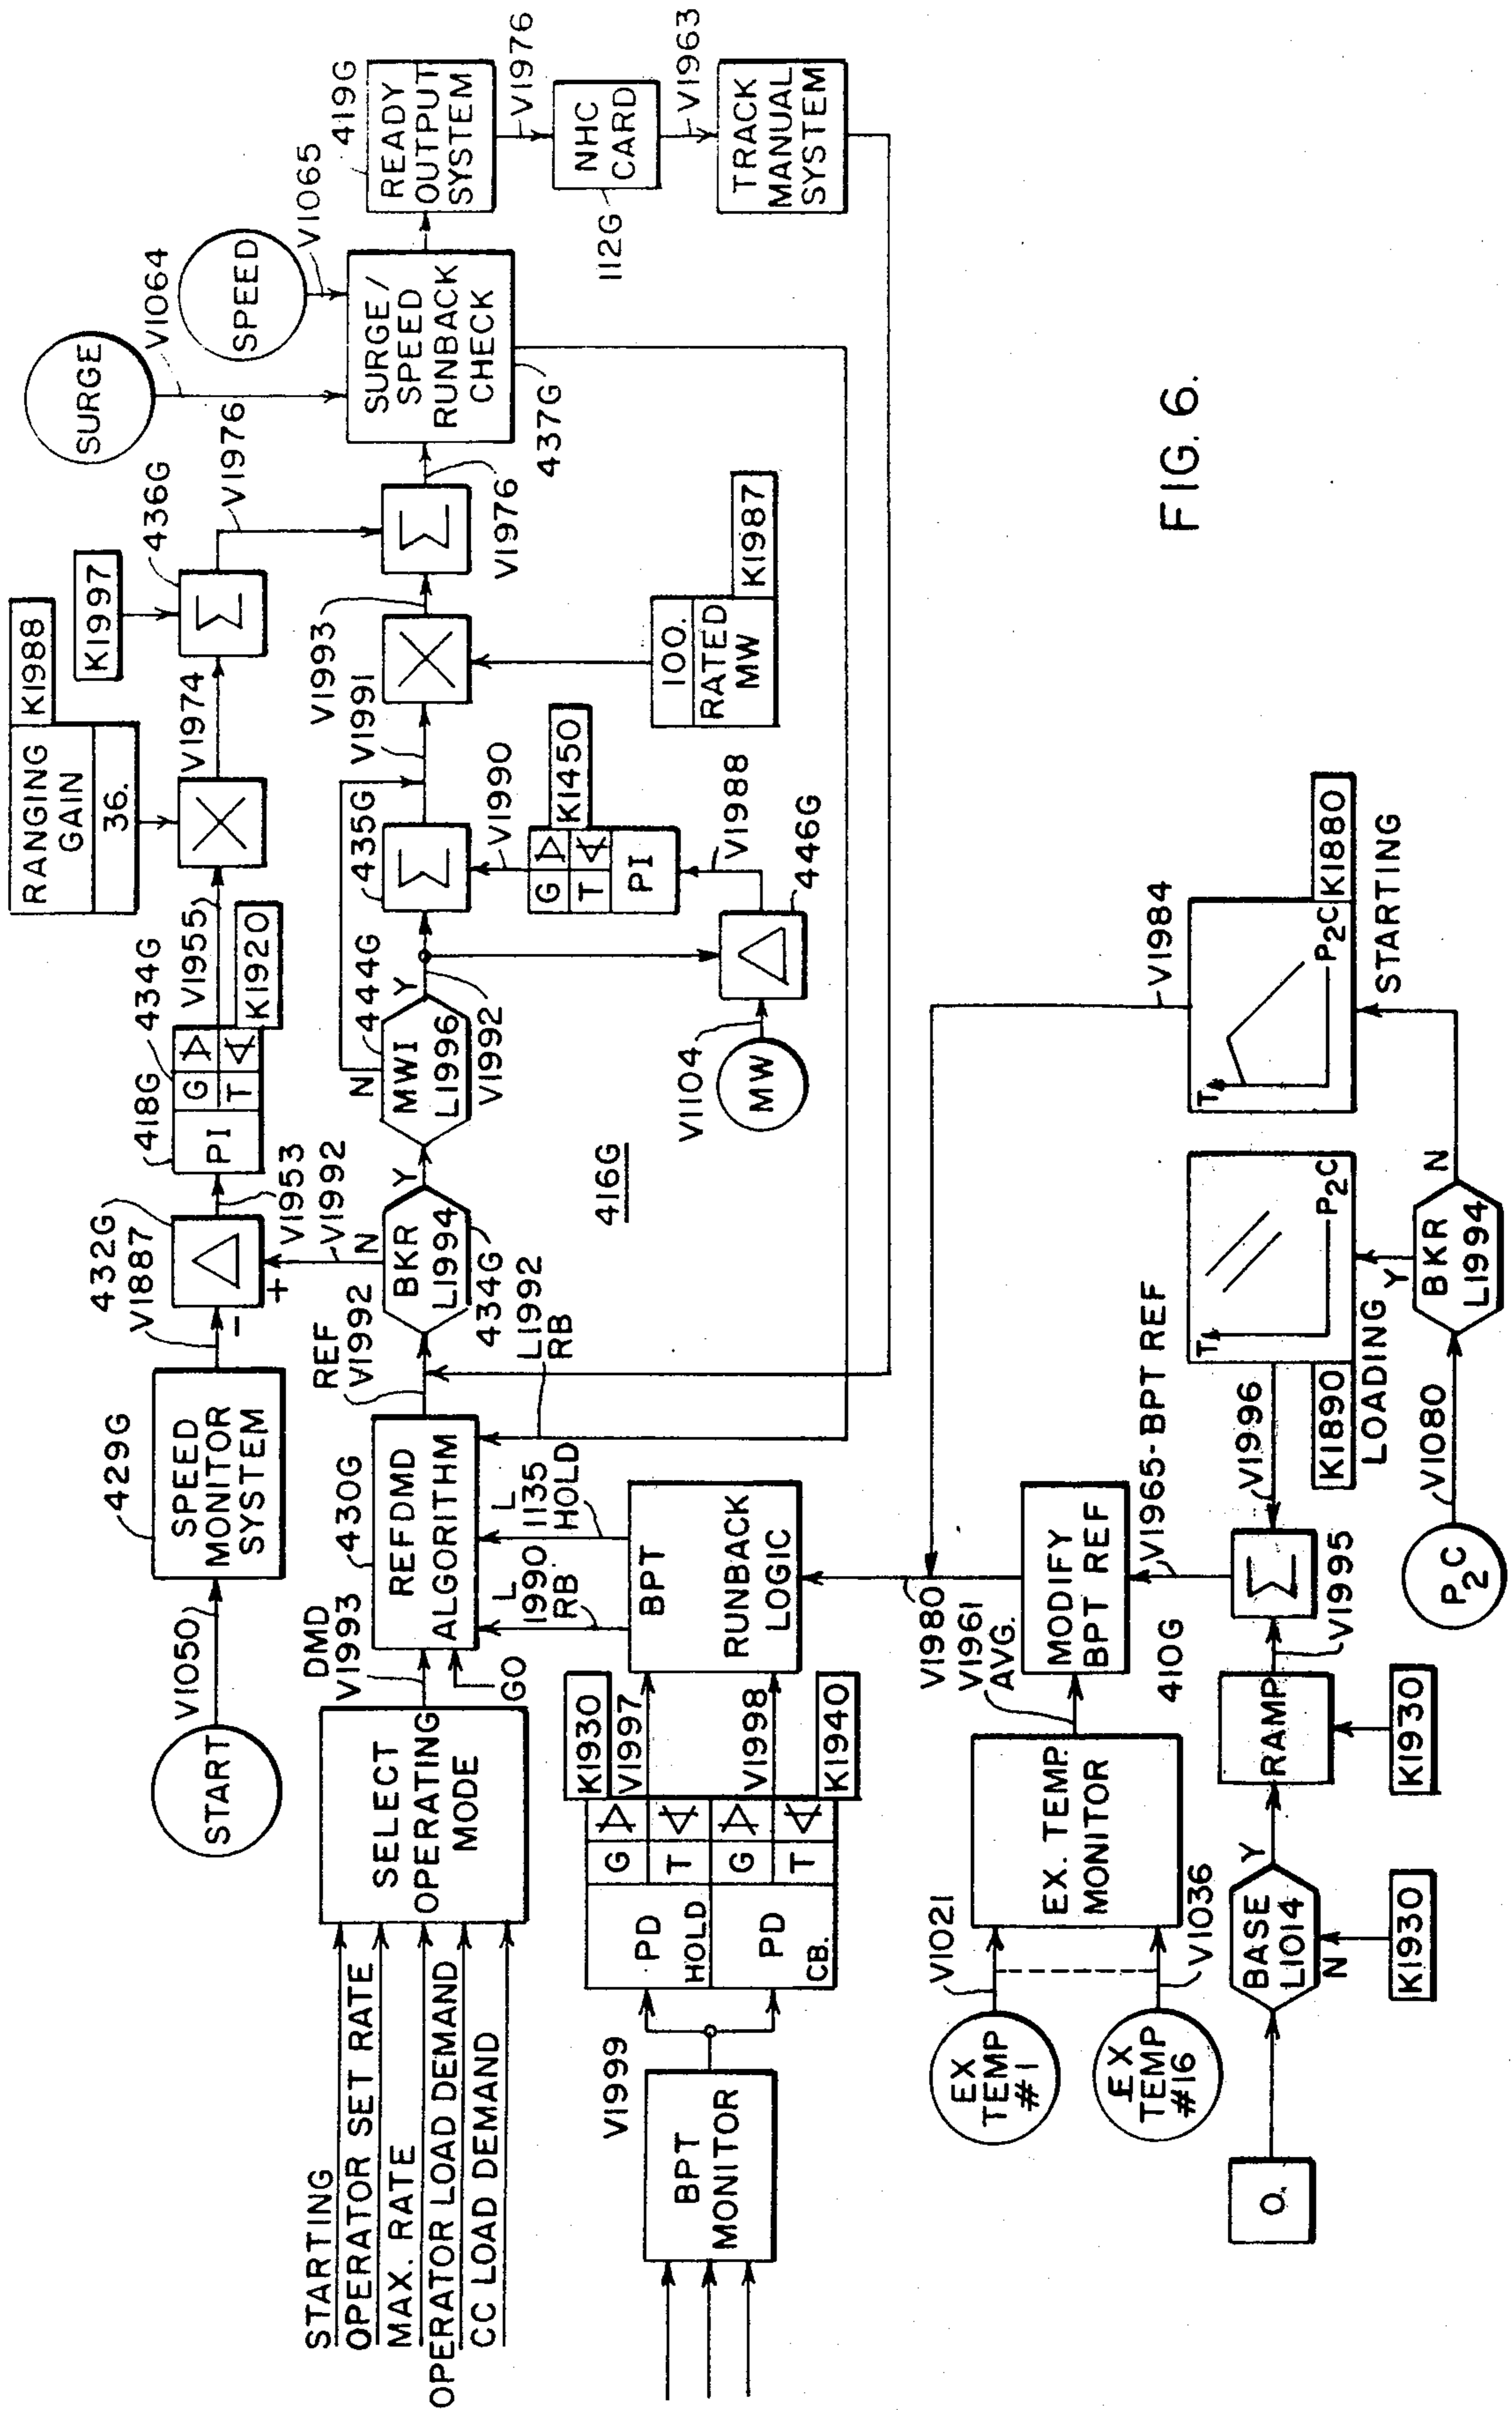 START
V1050
429G
SPEED
MONITOR
SYSTEM
432G
V1887
-
+
△
V1953
V1992
418G
434G
PI
G
T
V1955
K1920
RANGING
GAIN
36.
K1988
V1974
K1997
436G
Σ
V1976
SURGE
V1064
SPEED
V1065
STARTING
OPERATOR SET RATE
MAX. RATE
OPERATOR LOAD DEMAND
CC LOAD DEMAND
SELECT
OPERATING
MODE
DMD
V1993
GO
430G
REFDMD
ALGORITHM
REF
V1992
BKR
L1994
N
Y
434G
L1992
RB
MWI
L1996
N
Y
444G
V1992
435G
Σ
V1991
V1990
G
T
PI
K1450
V1988
446G
△
V1104
MW
416G
V1993
100.
RATED
MW
K1987
Σ
V1976
SURGE/
SPEED
RUNBACK
CHECK
437G
419G
READY
OUTPUT
SYSTEM
V1976
NHC
CARD
112G
V1963
TRACK
MANUAL
SYSTEM
V1999
BPT
MONITOR
PD
HOLD
G
T
PD
CB.
G
T
K1930
V1997
V1998
K1940
L
1990
RB.
L
1135
HOLD
BPT
RUNBACK
LOGIC
EX
TEMP
#1
V1021
EX
TEMP
#16
V1036
EX. TEMP.
MONITOR
V1961
AVG.
V1980
MODIFY
BPT REF
410G
V1965-BPT REF
O.
BASE
L1014
Y
N
K1930
RAMP
K1930
V1995
Σ
V1996
K1890
LOADING
T
P2C
V1984
T
P2C
K1880
STARTING
P2C
V1080
BKR
L1994
Y
N
FIG. 6.